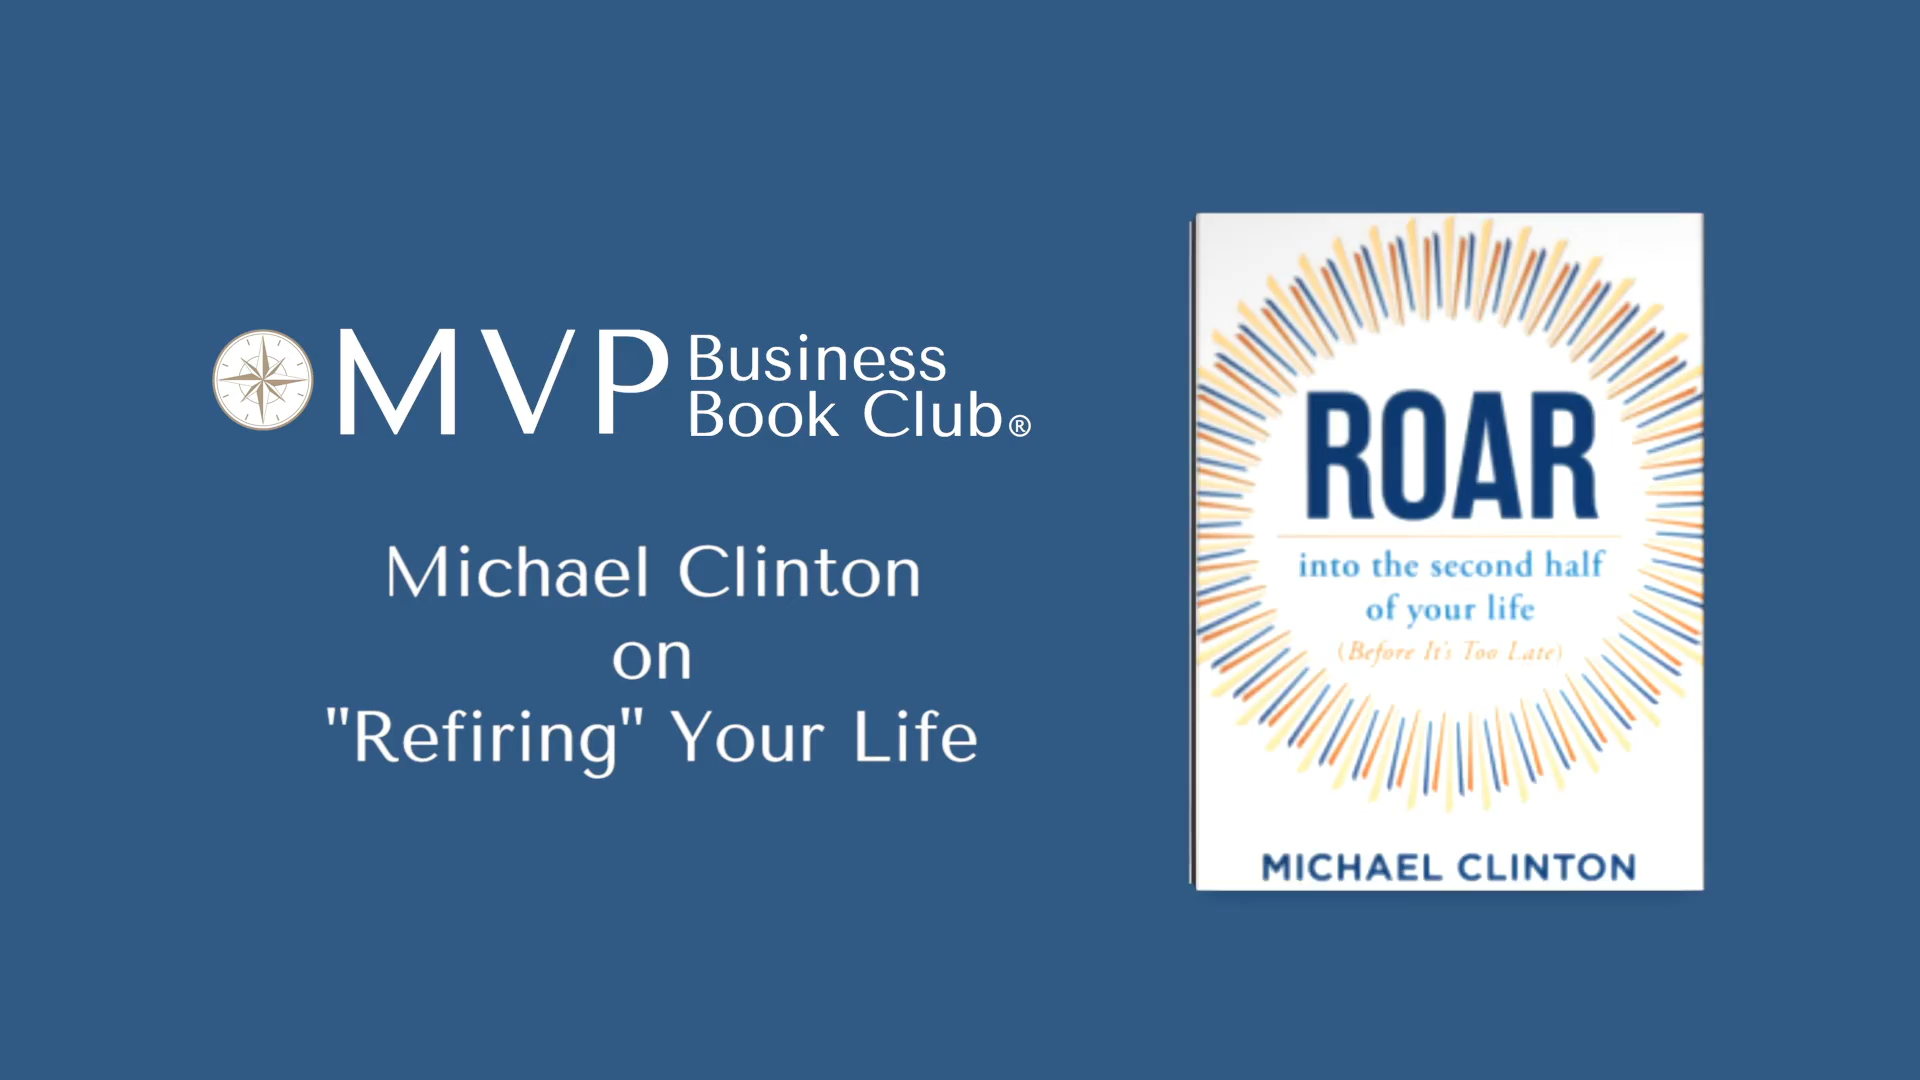 MVP Business
Book Club®
Michael Clinton
on
"Refiring" Your Life
ROAR
into the second half
of your life
(Before It's Too Late)
MICHAEL CLINTON